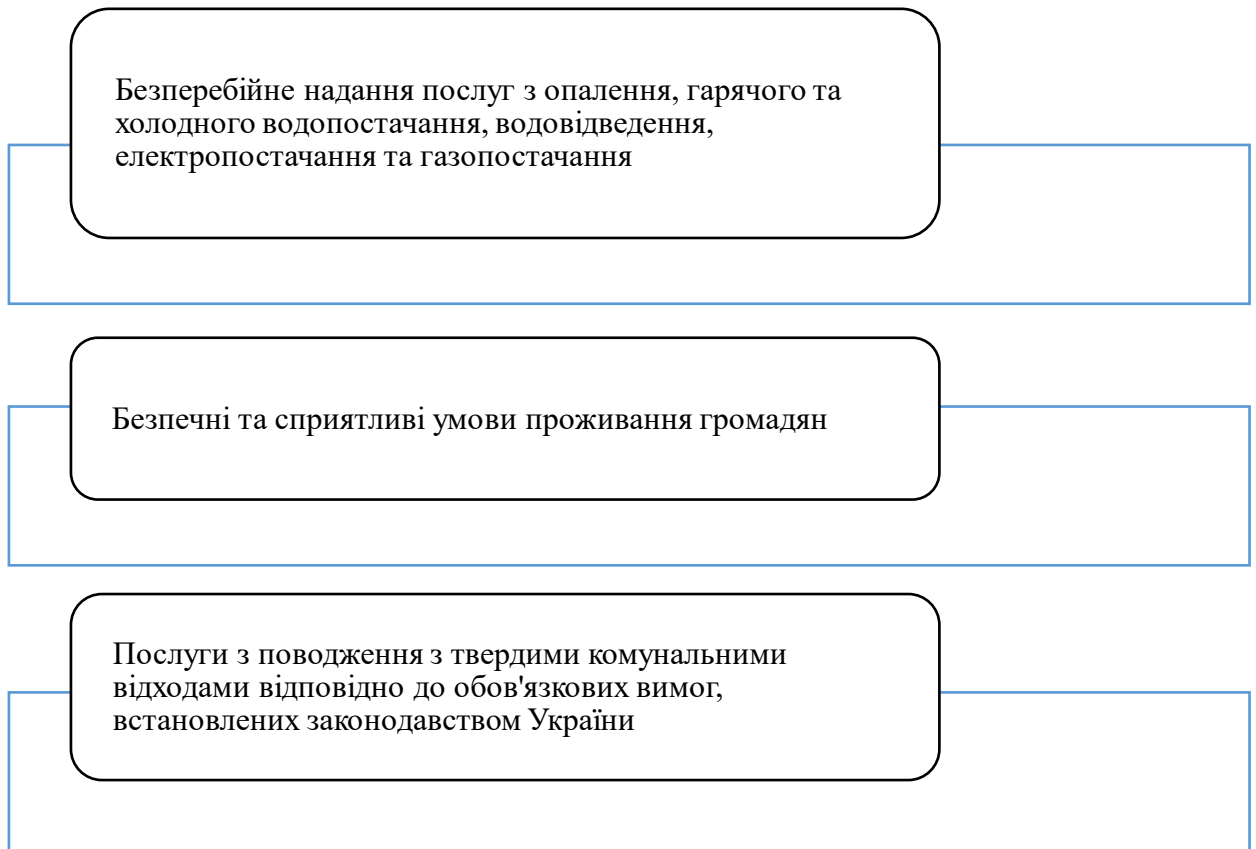 Безперебійне надання послуг з опалення, гарячого та
холодного водопостачання, водовідведення,
електропостачання та газопостачання
Безпечні та сприятливі умови проживання громадян
Послуги з поводження з твердими комунальними
відходами відповідно до обов'язкових вимог,
встановлених законодавством України